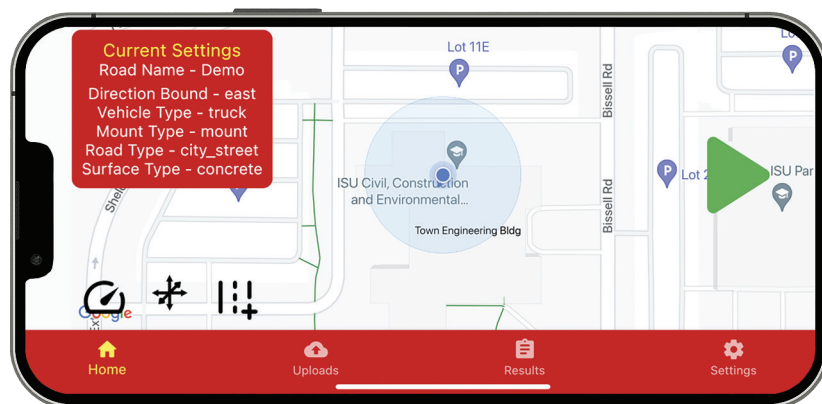 Current Settings
Road Name - Demo
Direction Bound - east
Vehicle Type - truck
Mount Type - mount
Road Type - city_street
Surface Type - concrete
Lot 11E
P
P
Bissell Rd
ISU Civil, Construction
and Environmental...
Town Engineering Bldg
Bissell Rd
P
Lot 2
ISU Par
Google
Home
Uploads
Results
Settings